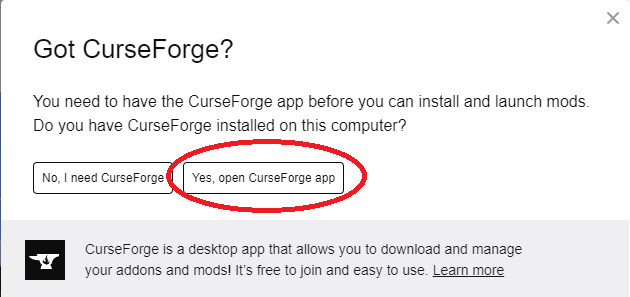 Got CurseForge?
You need to have the CurseForge app before you can install and launch mods.
Do you have CurseForge installed on this computer?
No, I need CurseForge
Yes, open CurseForge app
CurseForge is a desktop app that allows you to download and manage
your addons and mods! It's free to join and easy to use. Learn more